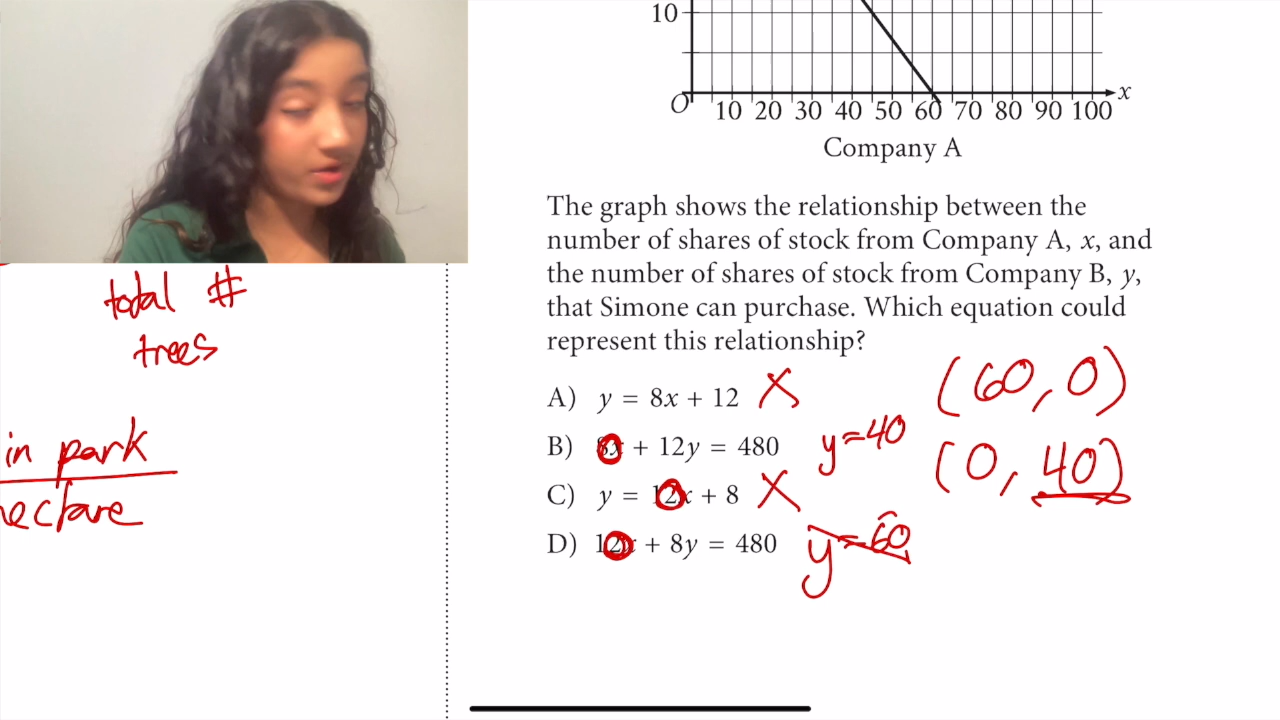 10
O
10 20 30 40 50 60 70 80 90 100
x
Company A
The graph shows the relationship between the
number of shares of stock from Company A, x, and
the number of shares of stock from Company B, y,
that Simone can purchase. Which equation could
represent this relationship?
A) y = 8x + 12
B) 8x + 12y = 480
C) y = 12x + 8
D) 12x + 8y = 480
y=40
y=60
(60, 0)
(0, 40)
total #
trees
in park
hectare